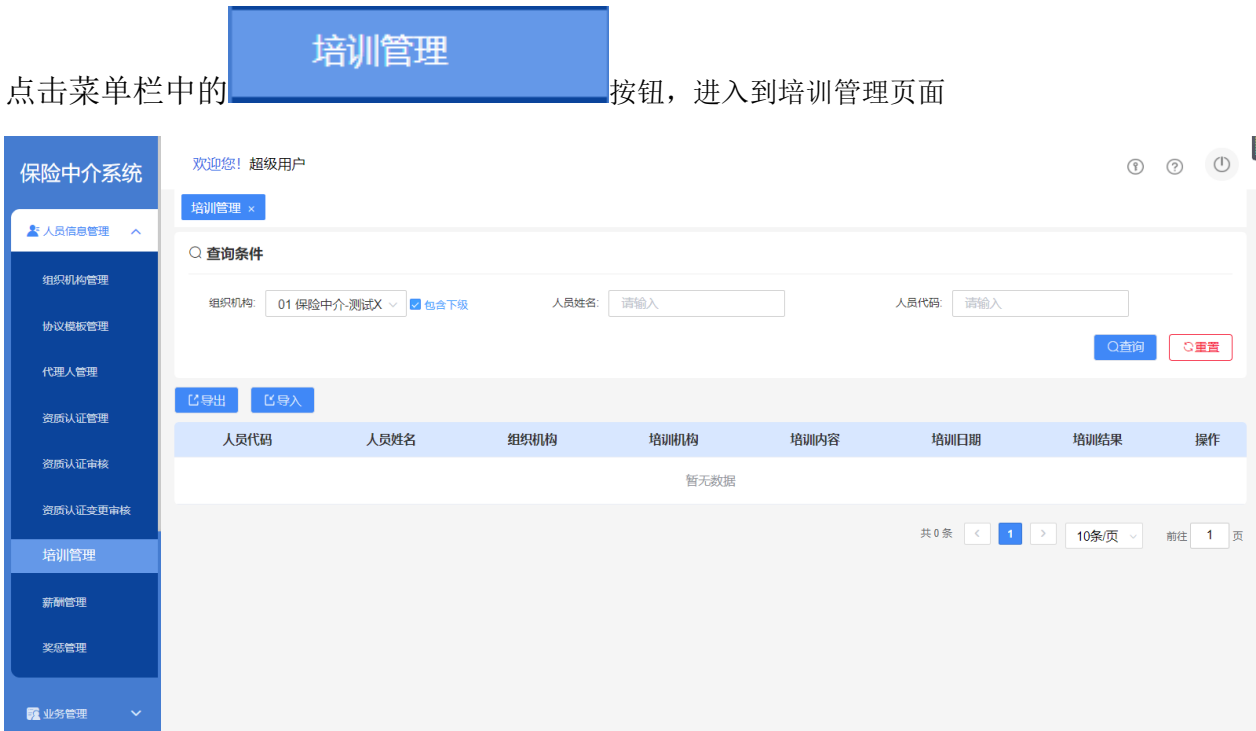 点击菜单栏中的 培训管理 按钮，进入到培训管理页面
保险中介系统
欢迎您！超级用户
培训管理 ×
人员信息管理
查询条件
组织机构管理
组织机构: 01 保险中介-测试X 包含下级 人员姓名: 请输入 人员代码: 请输入
协议模板管理
查询 重置
代理人管理
导出 导入
资质认证管理
人员代码 人员姓名 组织机构 培训机构 培训内容 培训日期 培训结果 操作
资质认证审核
暂无数据
资质认证变更审核
共 0 条 < 1 > 10条/页 前往 1 页
培训管理
薪酬管理
奖惩管理
业务管理